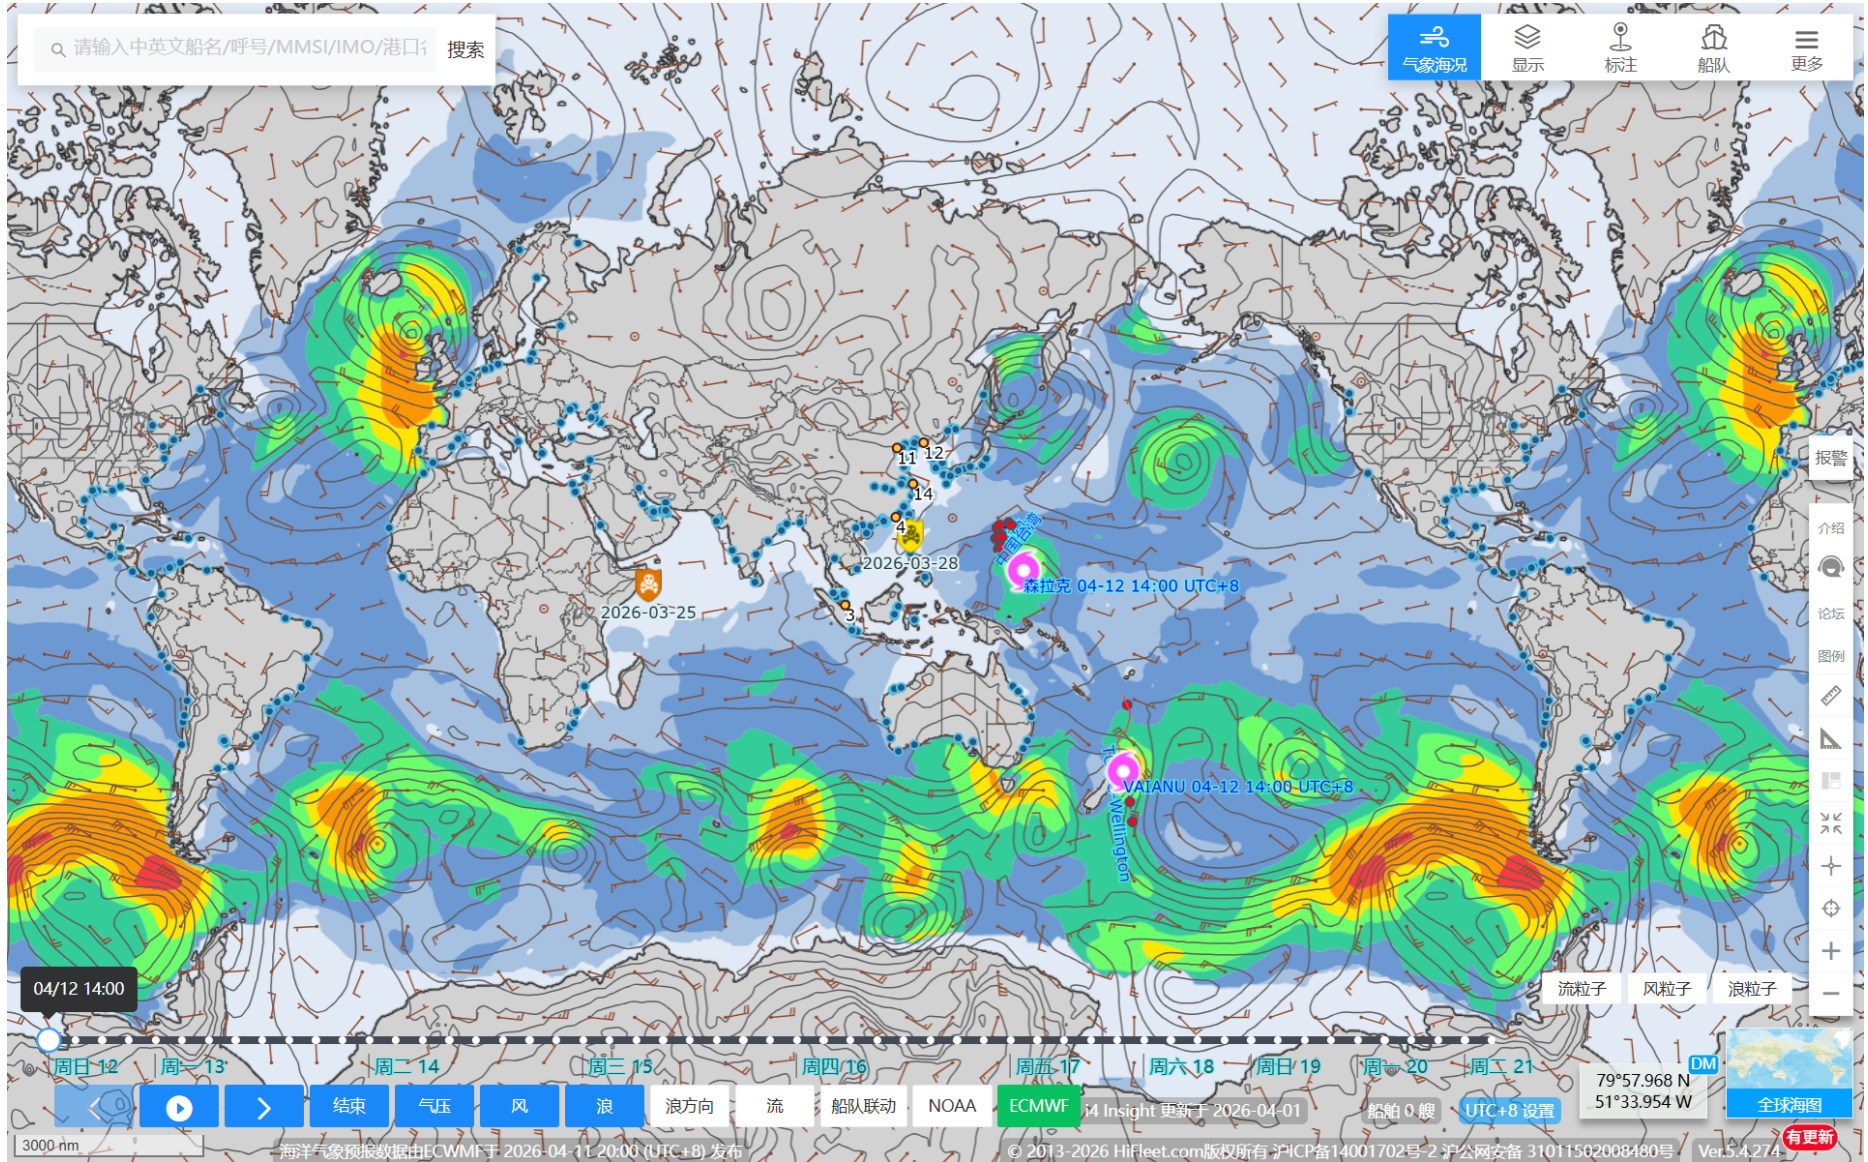 请输入中英文船名/呼号/MMSI/IMO/港口
搜索
气象海况
显示
标注
船队
更多
报警
介绍
论坛
图例
11
12
14
4
2026-03-28
2026-03-25
3
中国台湾
森拉克 04-12 14:00 UTC+8
VAIANU 04-12 14:00 UTC+8
Wellington
04/12 14:00
流粒子
风粒子
浪粒子
周日 12
周一 13
周二 14
周三 15
周四 16
周五 17
周六 18
周日 19
周一 20
周二 21
结束
气压
风
浪
浪方向
流
船队联动
NOAA
ECMWF
i4 Insight 更新于 2026-04-01
船舶 0 艘
UTC+8 设置
DM
79°57.968 N
51°33.954 W
全球海图
有更新
3000 nm
海洋气象预报数据由ECWMF于 2026-04-11 20:00 (UTC+8) 发布
© 2013-2026 HiFleet.com版权所有 沪ICP备14001702号-2 沪公网安备 31011502008480号
Ver.5.4.274